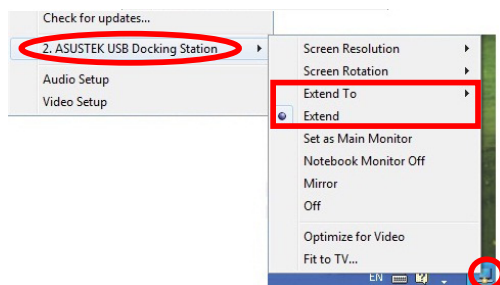 Check for updates...
2. ASUSTEK USB Docking Station
Audio Setup
Video Setup
Screen Resolution
Screen Rotation
Extend To
Extend
Set as Main Monitor
Notebook Monitor Off
Mirror
Off
Optimize for Video
Fit to TV...
EN